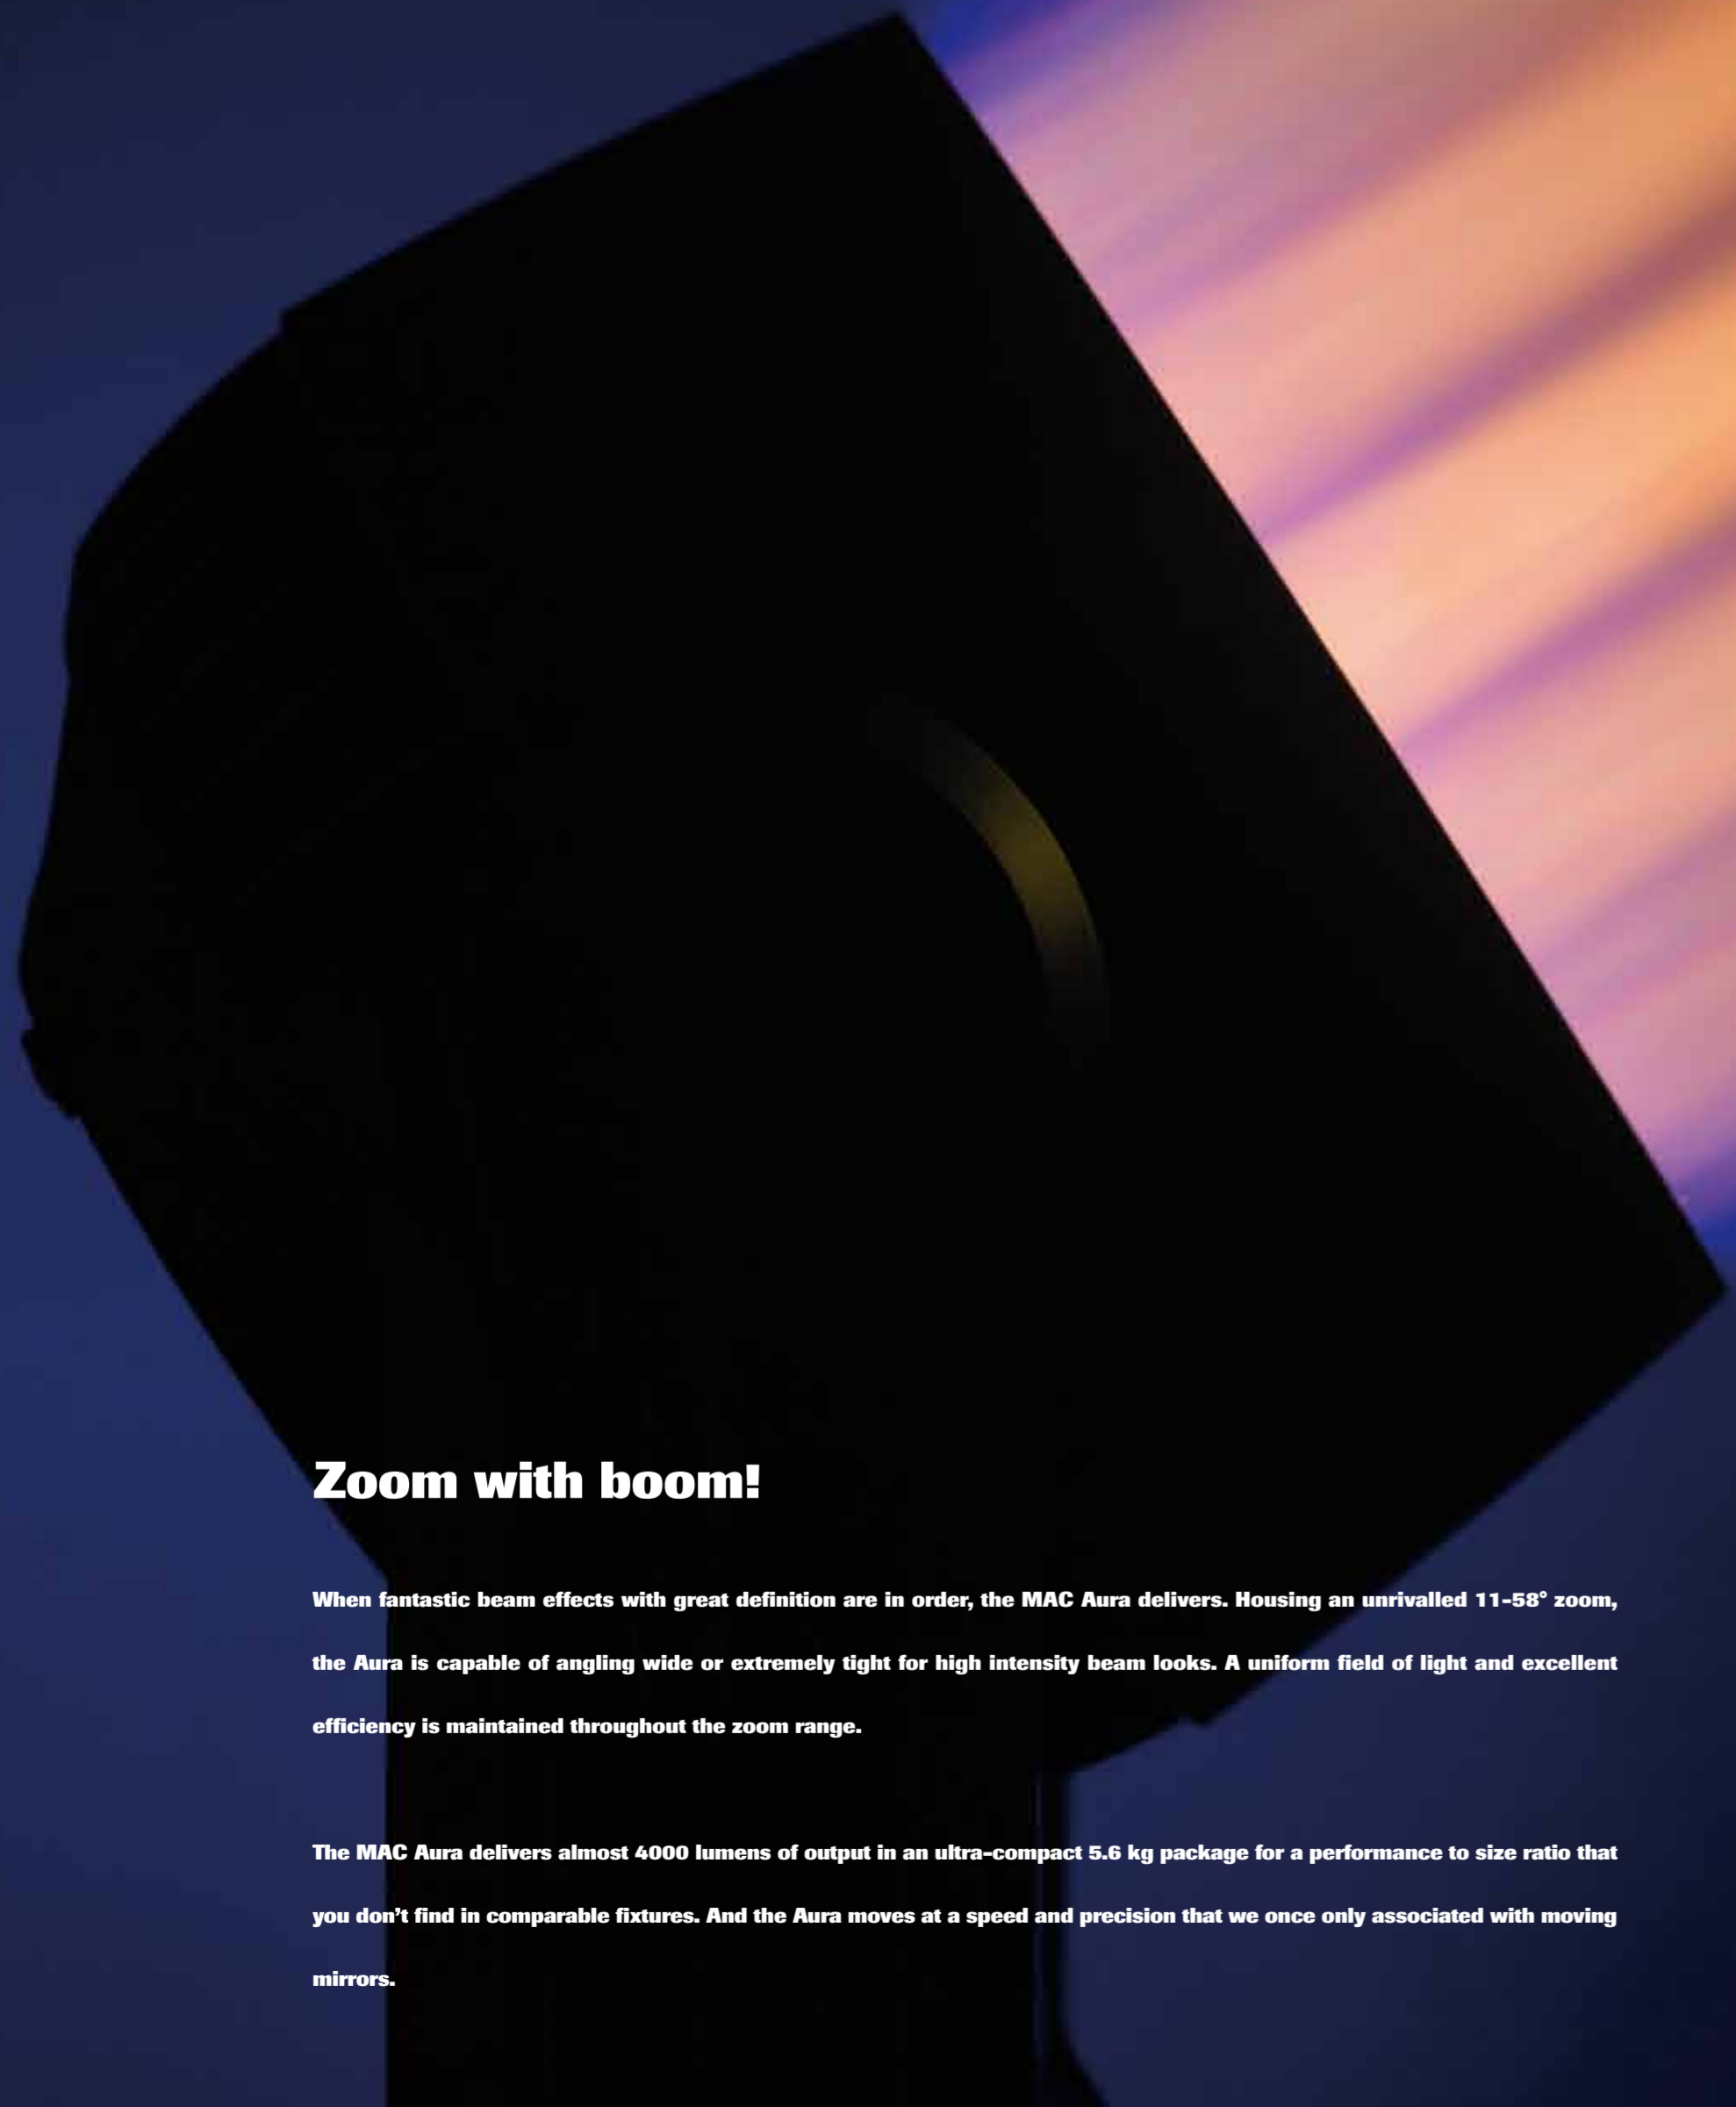 Zoom with boom!
When fantastic beam effects with great definition are in order, the MAC Aura delivers. Housing an unrivalled 11-58° zoom,
the Aura is capable of angling wide or extremely tight for high intensity beam looks. A uniform field of light and excellent
efficiency is maintained throughout the zoom range.
The MAC Aura delivers almost 4000 lumens of output in an ultra-compact 5.6 kg package for a performance to size ratio that
you don’t find in comparable fixtures. And the Aura moves at a speed and precision that we once only associated with moving
mirrors.